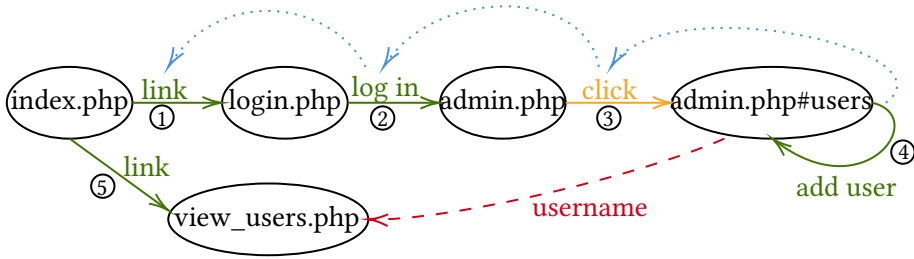 link
log in
click
index.php
login.php
admin.php
admin.php#users
①
②
③
④
link
⑤
add user
username
view_users.php